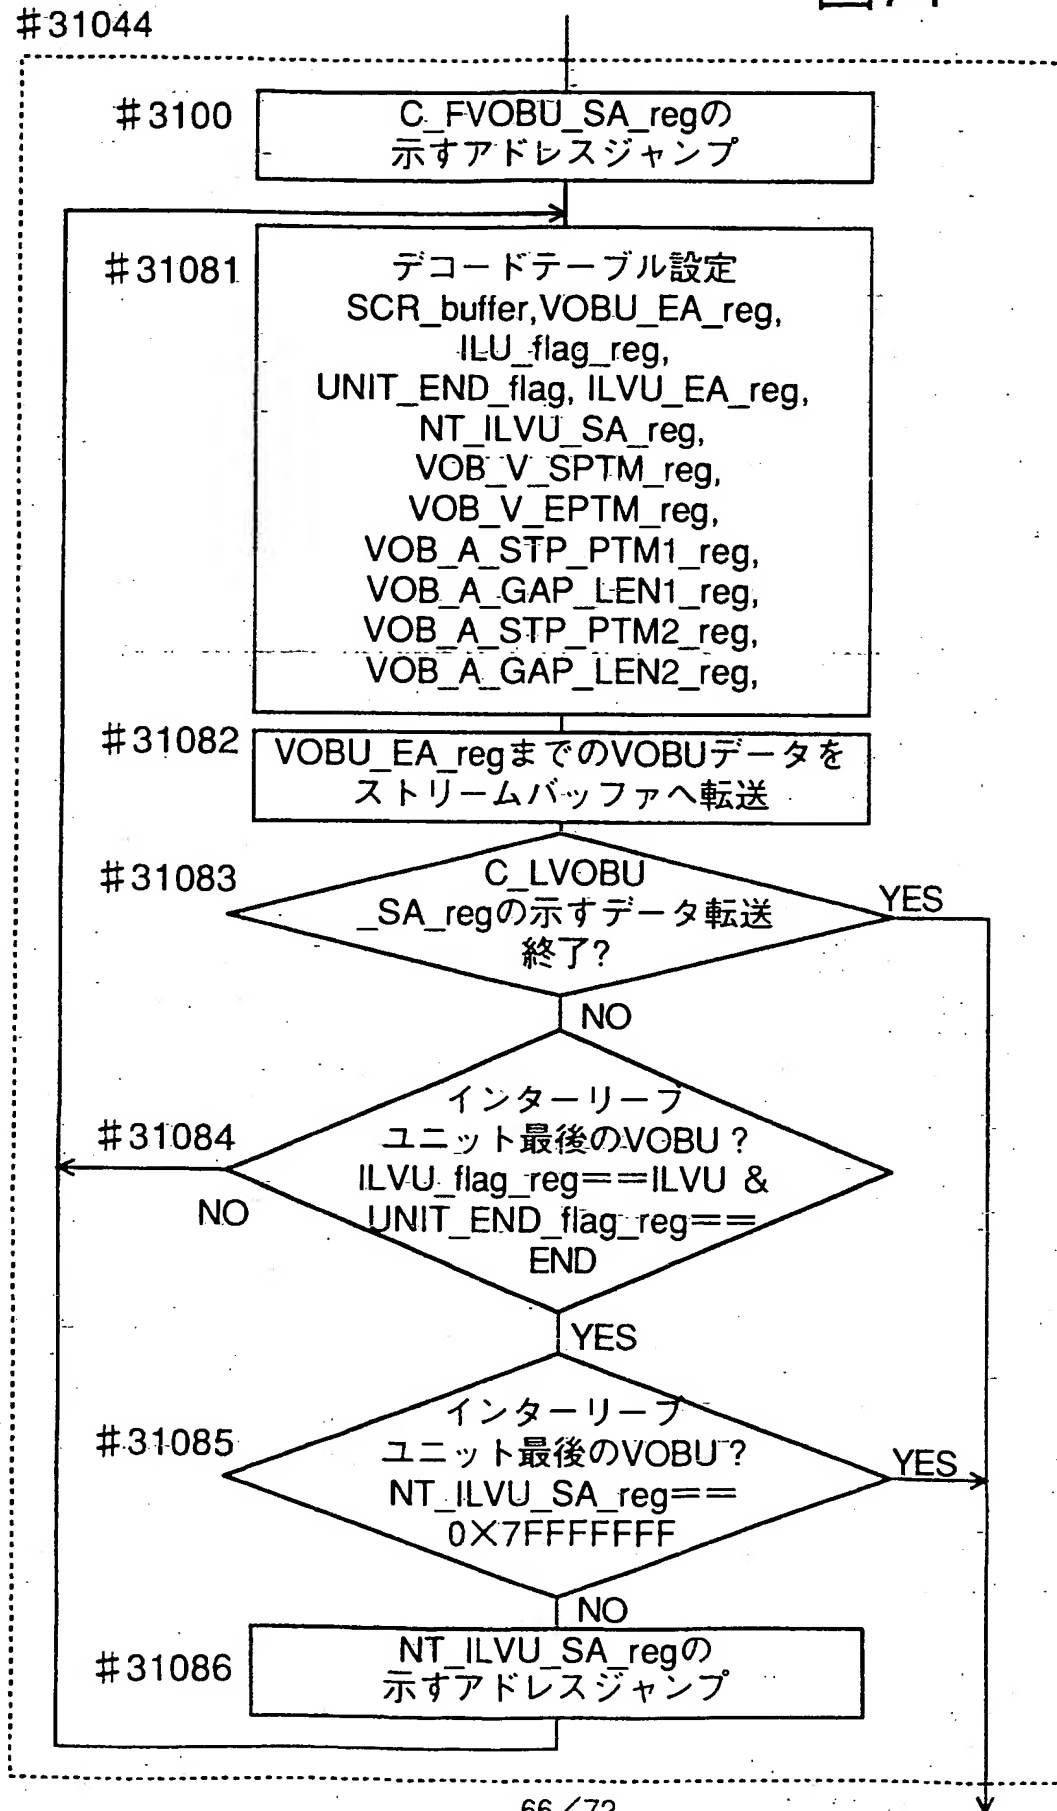 #31044
#3100
C_FVOBU_SA_regの
示すアドレスジャンプ
#31081
デコードテーブル設定
SCR_buffer,VOBU_EA_reg,
ILU_flag_reg,
UNIT_END_flag, ILVU_EA_reg,
NT_ILVU_SA_reg,
VOB_V_SPTM_reg,
VOB_V_EPTM_reg,
VOB_A_STP_PTM1_reg,
VOB_A_GAP_LEN1_reg,
VOB_A_STP_PTM2_reg,
VOB_A_GAP_LEN2_reg,
#31082
VOBU_EA_regまでのVOBUデータを
ストリームバッファへ転送
#31083
C_LVOBU
_SA_regの示すデータ転送
終了?
YES
NO
#31084
インターリーブ
ユニット最後のVOBU?
ILVU_flag_reg==ILVU &
UNIT_END_flag_reg==
END
NO
YES
#31085
インターリーブ
ユニット最後のVOBU?
NT_ILVU_SA_reg==
0X7FFFFFFF
YES
NO
#31086
NT_ILVU_SA_regの
示すアドレスジャンプ